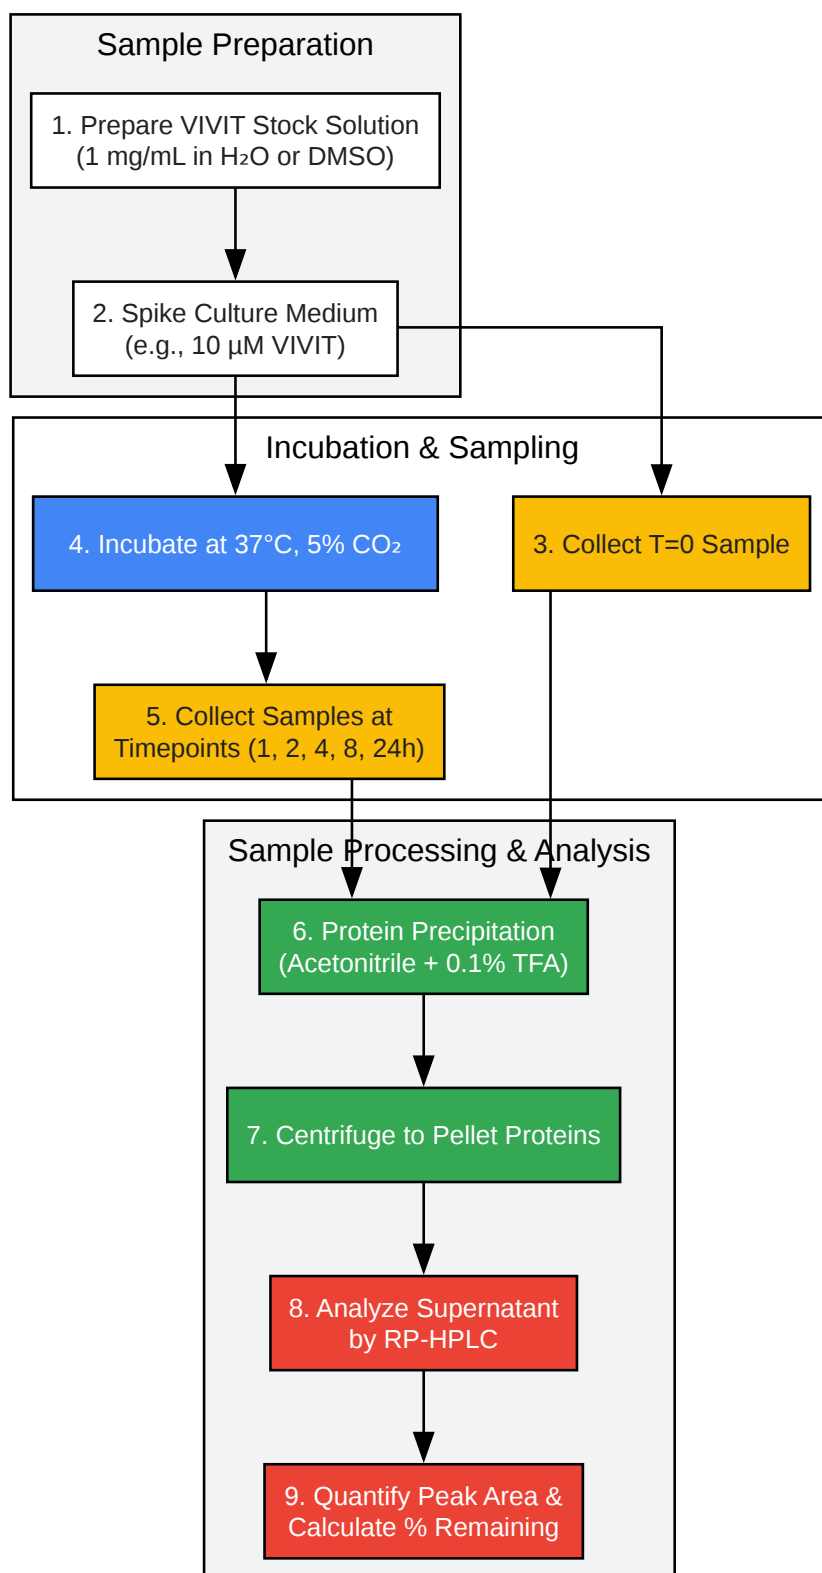 Sample Preparation
1. Prepare VIVIT Stock Solution
(1 mg/mL in H₂O or DMSO)
2. Spike Culture Medium
(e.g., 10 µM VIVIT)
Incubation & Sampling
4. Incubate at 37°C, 5% CO₂
3. Collect T=0 Sample
5. Collect Samples at
Timepoints (1, 2, 4, 8, 24h)
Sample Processing & Analysis
6. Protein Precipitation
(Acetonitrile + 0.1% TFA)
7. Centrifuge to Pellet Proteins
8. Analyze Supernatant
by RP-HPLC
9. Quantify Peak Area &
Calculate % Remaining